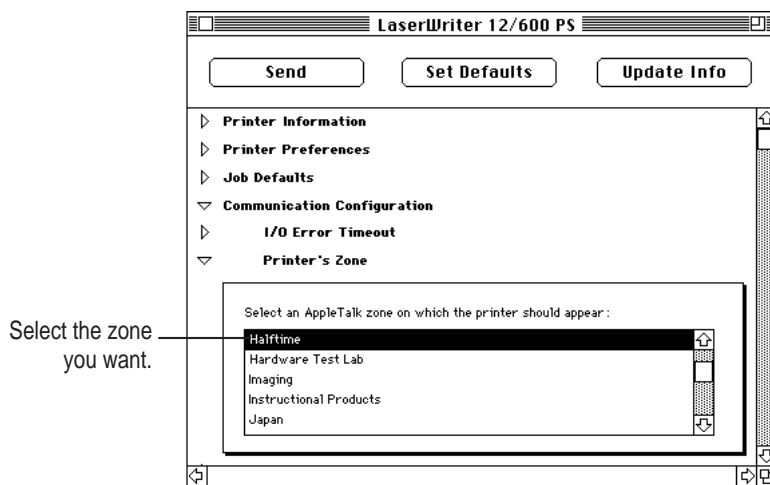 LaserWriter 12/600 PS
Send Set Defaults Update Info
Printer Information
Printer Preferences
Job Defaults
Communication Configuration
I/O Error Timeout
Printer's Zone
Select an AppleTalk zone on which the printer should appear:
Select the zone
you want.
Halftime
Hardware Test Lab
Imaging
Instructional Products
Japan